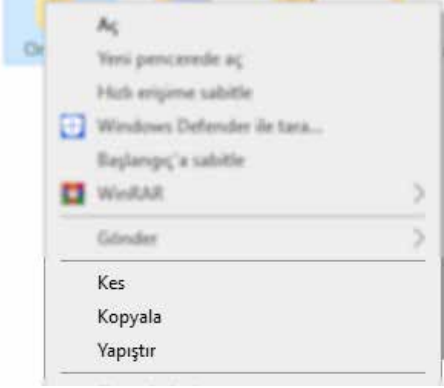 Aç
Yeni pencerede aç
Hızlı erişime sabitle
Windows Defender ile tara...
Başlangıç'a sabitle
WinRAR
Gönder
Kes
Kopyala
Yapıştır